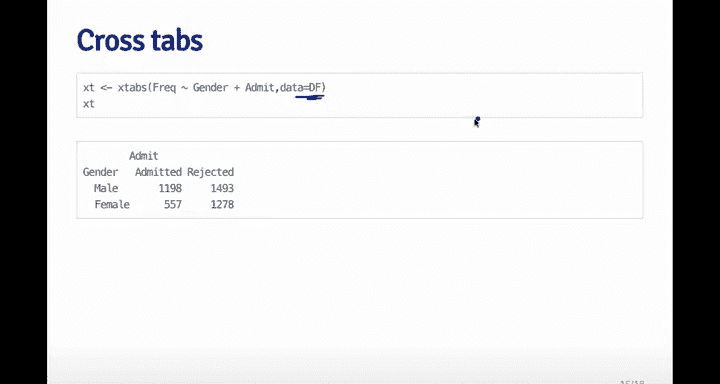 Cross tabs
xt <- xtabs(Freq ~ Gender + Admit,data=DF)
xt
Admit
Gender Admitted Rejected
Male 1198 1493
Female 557 1278